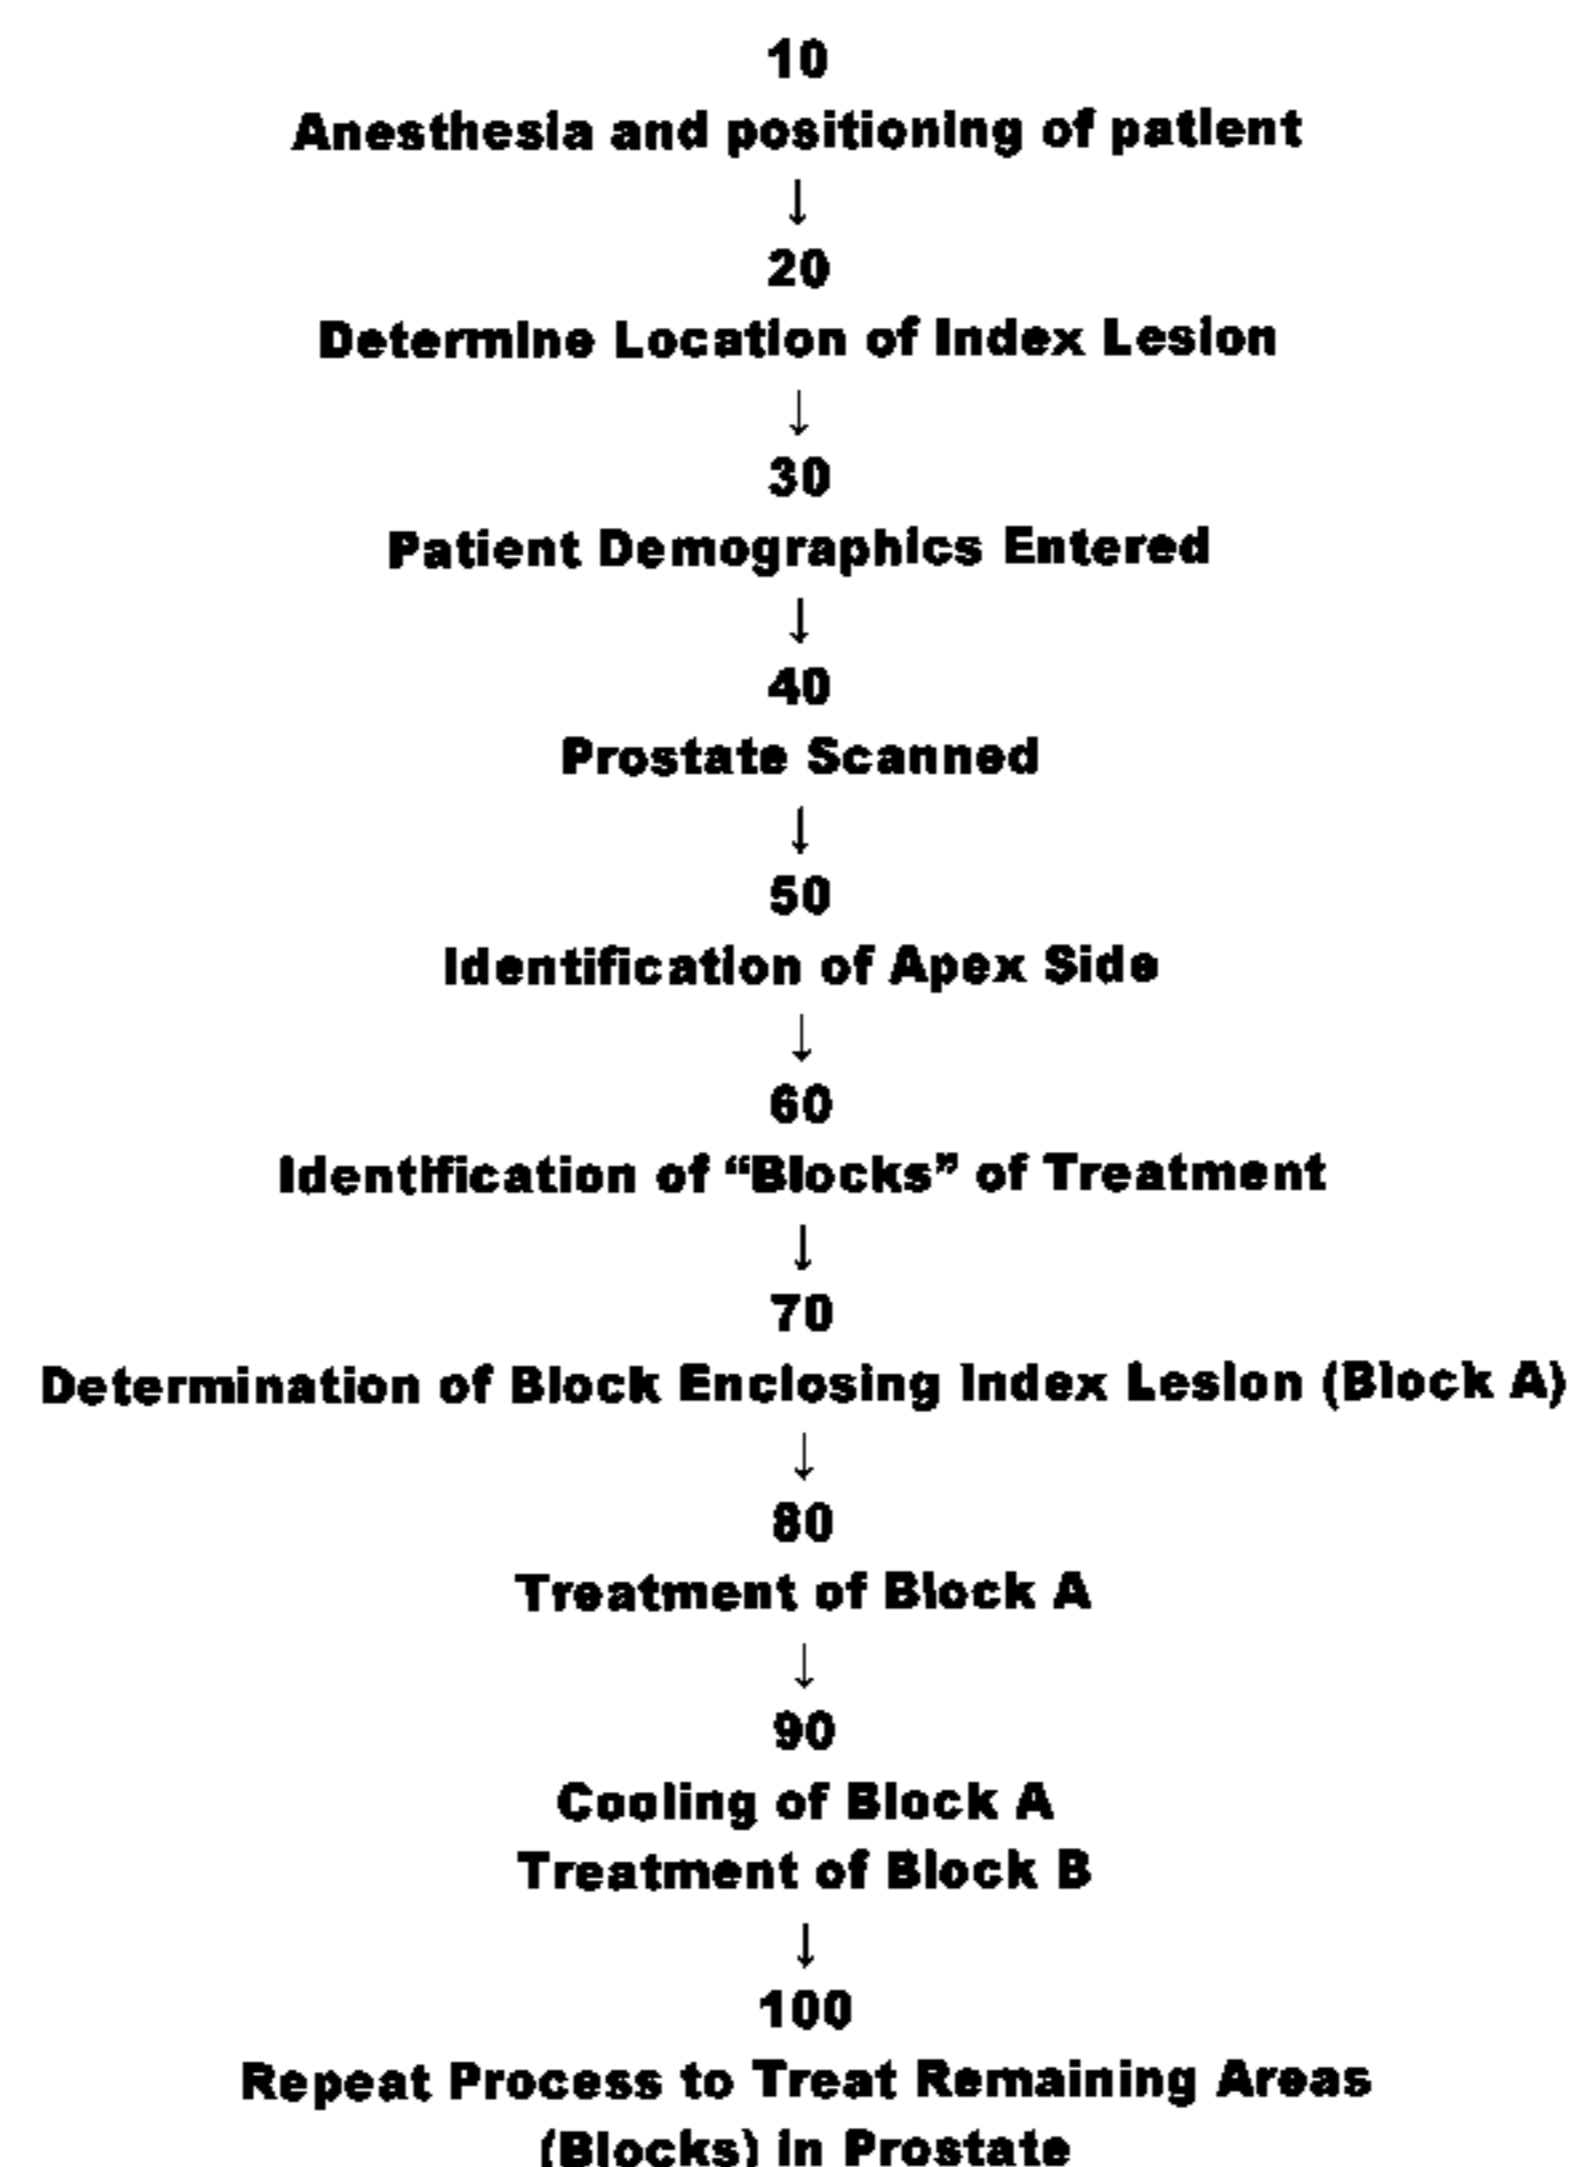 10
Anesthesia and positioning of patient
↓
20
Determine Location of Index Lesion
↓
30
Patient Demographics Entered
↓
40
Prostate Scanned
↓
50
Identification of Apex Side
↓
60
Identification of “Blocks” of Treatment
↓
70
Determination of Block Enclosing Index Lesion (Block A)
↓
80
Treatment of Block A
↓
90
Cooling of Block A
Treatment of Block B
↓
100
Repeat Process to Treat Remaining Areas
(Blocks) in Prostate